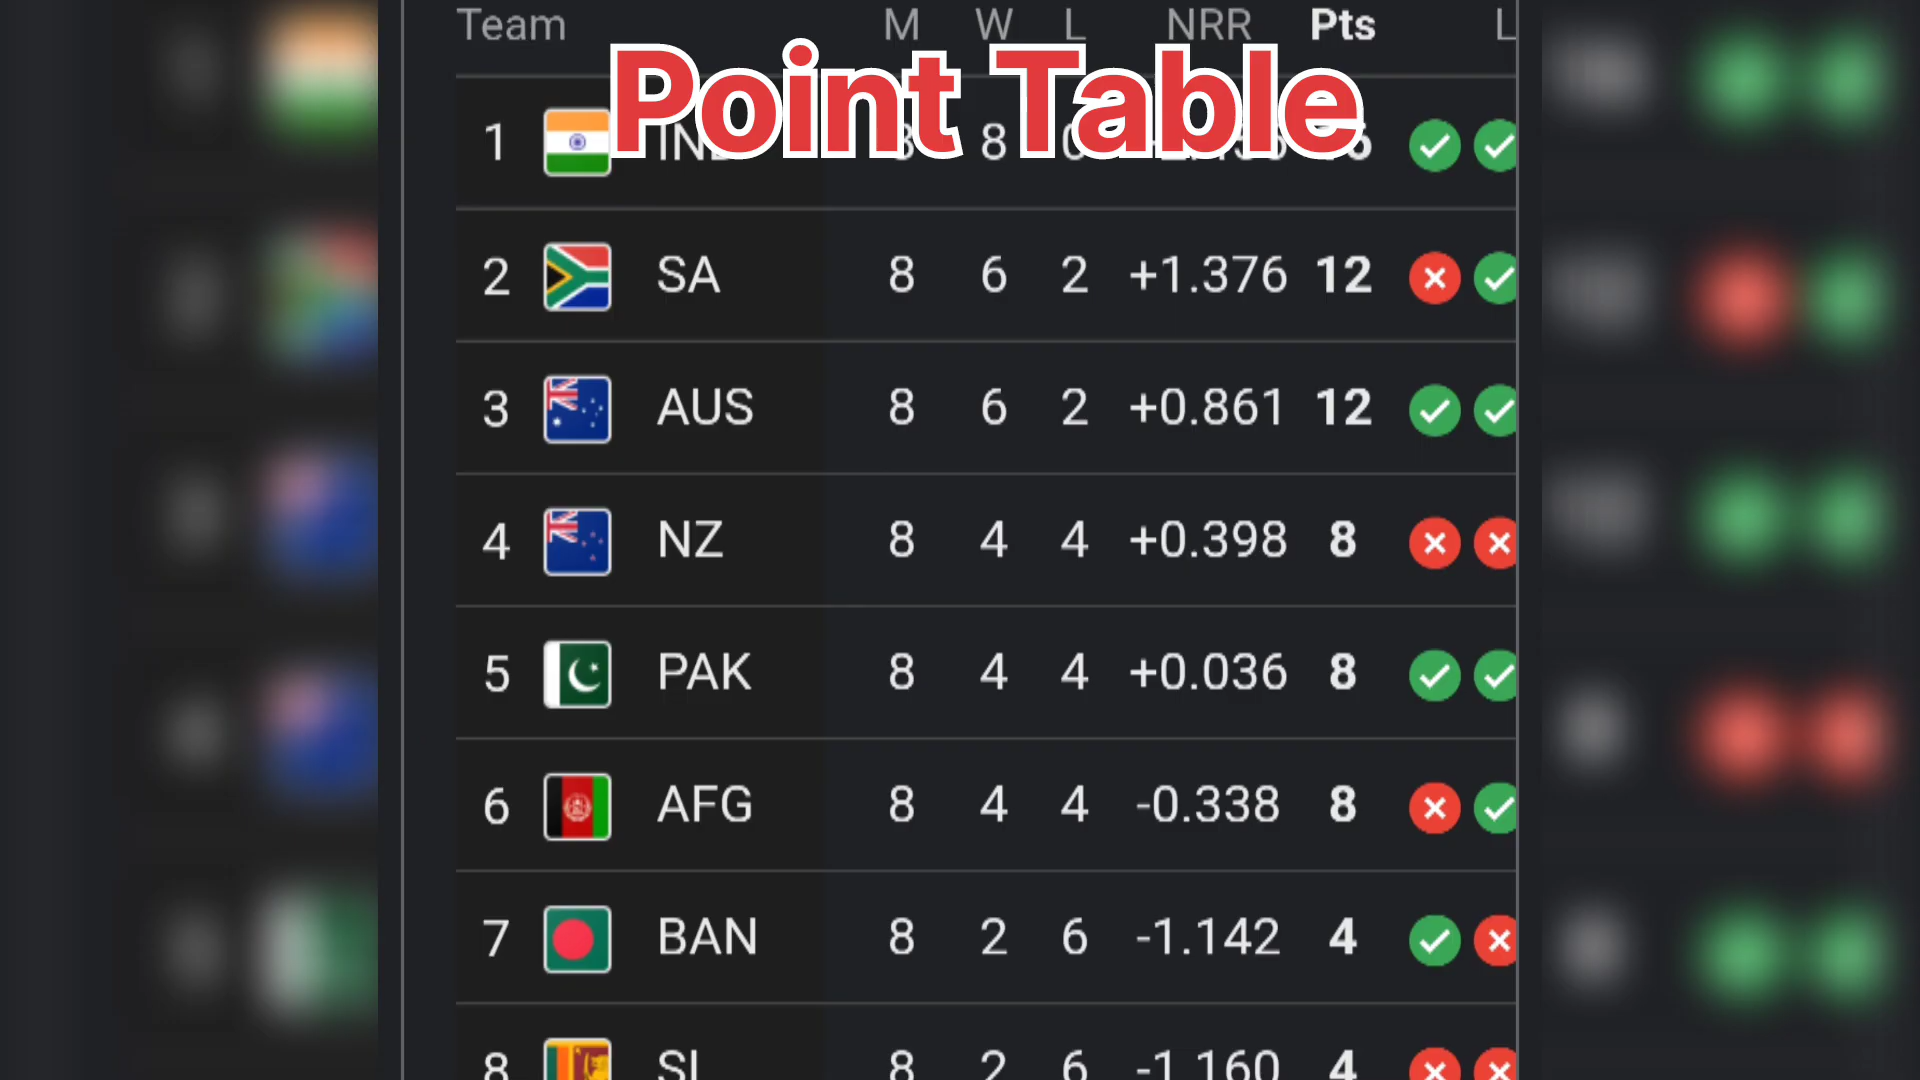 Team M W L NRR Pts L
Point Table
1 IND 8 8 0
2 SA 8 6 2 +1.376 12
3 AUS 8 6 2 +0.861 12
4 NZ 8 4 4 +0.398 8
5 PAK 8 4 4 +0.036 8
6 AFG 8 4 4 -0.338 8
7 BAN 8 2 6 -1.142 4
8 SL 8 2 6 -1.160 4